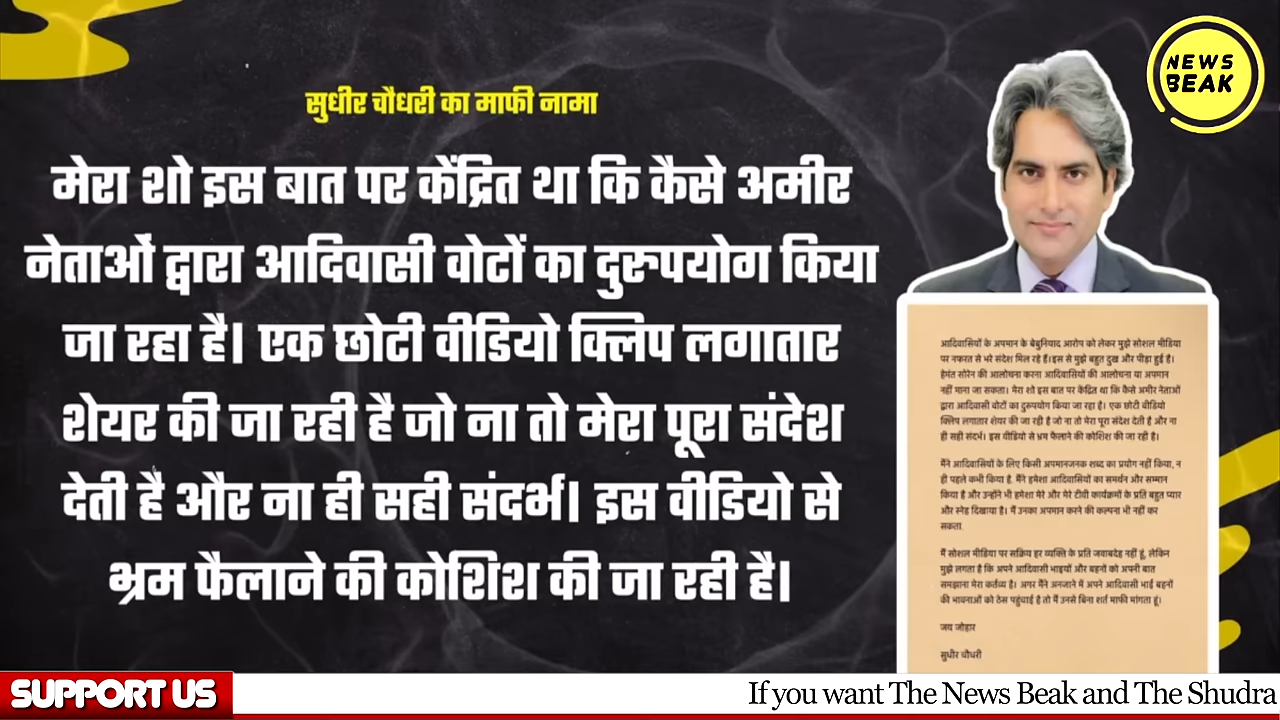 NEWS
BEAK
सुधीर चौधरी का माफी नामा
मेरा शो इस बात पर केंद्रित था कि कैसे अमीर
नेताओं द्वारा आदिवासी वोटों का दुरुपयोग किया
जा रहा है। एक छोटी वीडियो क्लिप लगातार
शेयर की जा रही है जो ना तो मेरा पूरा संदेश
देती है और ना ही सही संदर्भ। इस वीडियो से
भ्रम फैलाने की कोशिश की जा रही है।
आदिवासियों के अपमान के बेबुनियाद आरोप को लेकर मुझे सोशल मीडिया
पर नफरत से भरे संदेश मिल रहे हैं।इस से मुझे बहुत दुख और पीड़ा हुई है।
हेमंत सोरेन की आलोचना करना आदिवासियों की आलोचना या अपमान
नहीं माना जा सकता। मेरा शो इस बात पर केंद्रित था कि कैसे अमीर नेताओं
द्वारा आदिवासी वोटों का दुरूपयोग किया जा रहा है। एक छोटी वीडियो
क्लिप लगातार शेयर की जा रही है जो ना तो मेरा पूरा संदेश देती है और ना
ही सही संदर्भ। इस वीडियो से भ्रम फैलाने की कोशिश की जा रही है।
मैंने आदिवासियों के लिए किसी अपमानजनक शब्द का प्रयोग नहीं किया, न
ही पहले कभी किया है. मैंने हमेशा आदिवासियों का समर्थन और सम्मान
किया है और उन्होंने भी हमेशा मेरे और मेरे टीवी कार्यक्रमों के प्रति बहुत प्यार
और स्नेह दिखाया है। मैं उनका अपमान करने की कल्पना भी नहीं कर
सकता.
मैं सोशल मीडिया पर सक्रिय हर व्यक्ति के प्रति जवाबदेह नहीं हूं, लेकिन
मुझे लगता है कि अपने आदिवासी भाइयों और बहनों को अपनी बात
समझाना मेरा कर्तव्य है। अगर मैंने अनजाने में अपने आदिवासी भाई बहनों
की भावनाओं को ठेस पहुंचाई है तो मैं उनसे बिना शर्त माफी मांगता हूं।
जय जोहार
सुधीर चौधरी
SUPPORT US
If you want The News Beak and The Shudra